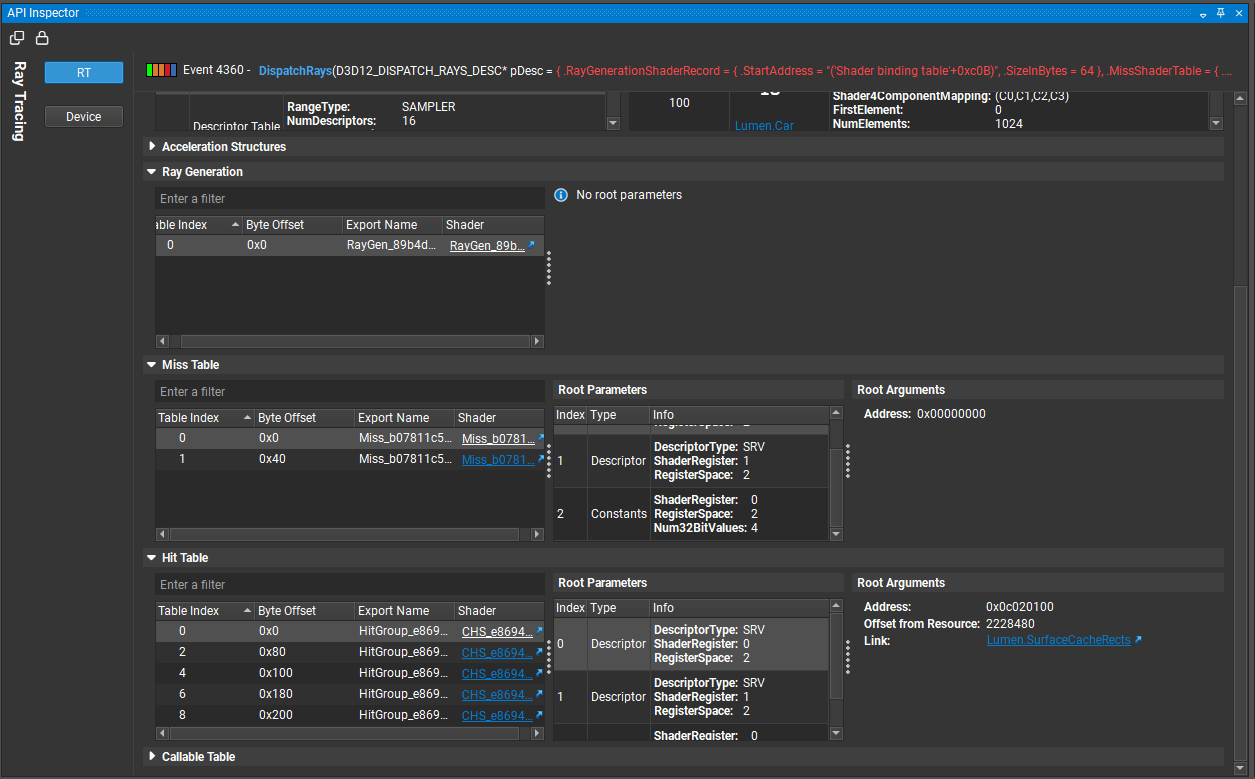 API Inspector
Ray Tracing
RT
Device
Event 4360 - DispatchRays(D3D12_DISPATCH_RAYS_DESC* pDesc = { .RayGenerationShaderRecord = { .StartAddress = "('Shader binding table'+0xc0B)", .SizeInBytes = 64 }, .MissShaderTable = { ....
Descriptor Table
RangeType: SAMPLER
NumDescriptors: 16
100
Lumen.Car
Shader4ComponentMapping: (C0,C1,C2,C3)
FirstElement: 0
NumElements: 1024
Acceleration Structures
Ray Generation
Enter a filter
No root parameters
able Index Byte Offset Export Name Shader
0 0x0 RayGen_89b4d... RayGen_89b...
Miss Table
Enter a filter
Table Index Byte Offset Export Name Shader
0 0x0 Miss_b07811c5... Miss_b0781...
1 0x40 Miss_b07811c5... Miss_b0781...
Root Parameters
Index Type Info
RegisterSpace: 2
1 Descriptor
DescriptorType: SRV
ShaderRegister: 1
RegisterSpace: 2
2 Constants
ShaderRegister: 0
RegisterSpace: 2
Num32BitValues: 4
Root Arguments
Address: 0x00000000
Hit Table
Enter a filter
Table Index Byte Offset Export Name Shader
0 0x0 HitGroup_e869... CHS_e8694...
2 0x80 HitGroup_e869... CHS_e8694...
4 0x100 HitGroup_e869... CHS_e8694...
6 0x180 HitGroup_e869... CHS_e8694...
8 0x200 HitGroup_e869... CHS_e8694...
Root Parameters
Index Type Info
0 Descriptor
DescriptorType: SRV
ShaderRegister: 0
RegisterSpace: 2
1 Descriptor
DescriptorType: SRV
ShaderRegister: 1
RegisterSpace: 2
ShaderRegister: 0
Root Arguments
Address: 0x0c020100
Offset from Resource: 2228480
Link: Lumen.SurfaceCacheRects
Callable Table